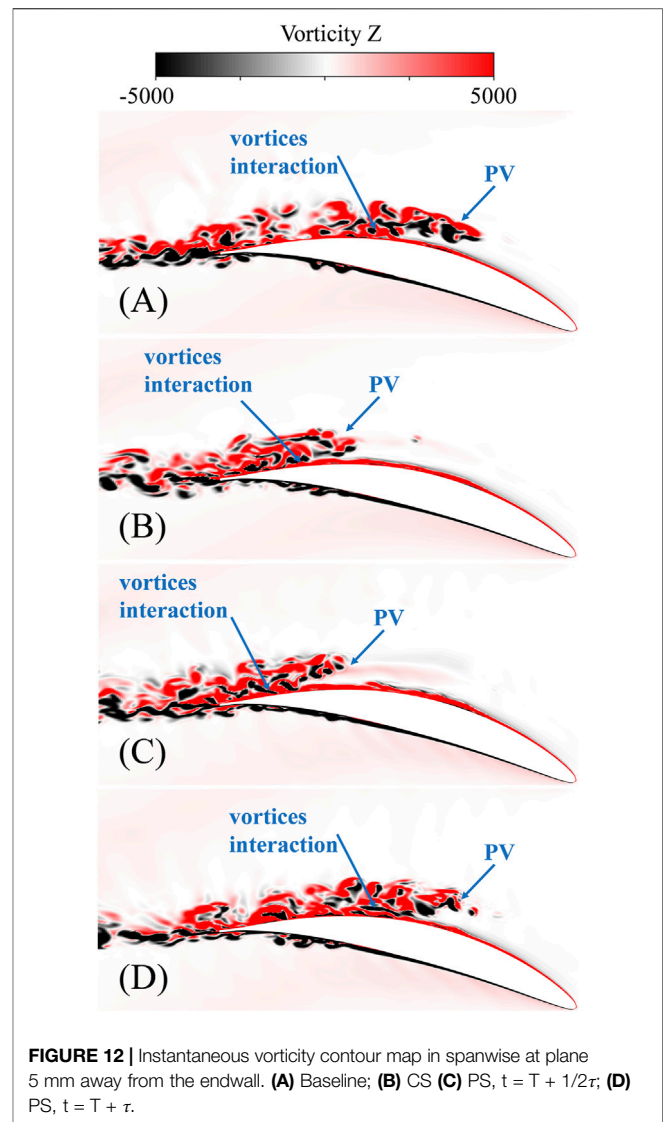 Vorticity Z
-5000 5000
vortices
interaction
PV
(A)
vortices
interaction
PV
(B)
vortices
interaction
PV
(C)
vortices
interaction
PV
(D)
FIGURE 12 | Instantaneous vorticity contour map in spanwise at plane
5 mm away from the endwall. (A) Baseline; (B) CS (C) PS, t = T + 1/2τ; (D)
PS, t = T + τ.